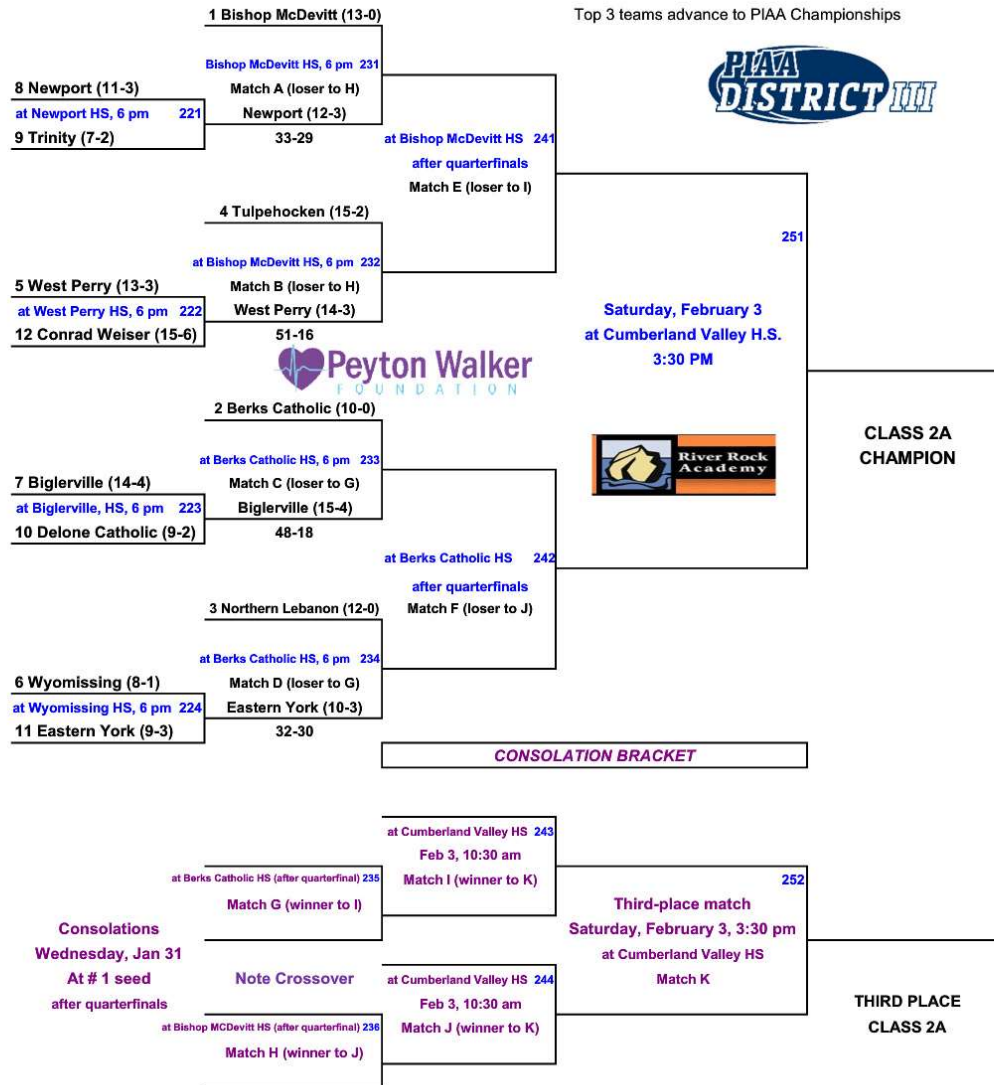 1 Bishop McDevitt (13-0)
Top 3 teams advance to PIAA Championships
PIAA
DISTRICT III
Bishop McDevitt HS, 6 pm 231
8 Newport (11-3)
Match A (loser to H)
at Newport HS, 6 pm 221
Newport (12-3)
9 Trinity (7-2)
33-29
at Bishop McDevitt HS 241
after quarterfinals
Match E (loser to I)
4 Tulpehocken (15-2)
251
at Bishop McDevitt HS, 6 pm 232
5 West Perry (13-3)
Match B (loser to H)
at West Perry HS, 6 pm 222
West Perry (14-3)
12 Conrad Weiser (15-6)
51-16
Saturday, February 3
at Cumberland Valley H.S.
3:30 PM
Peyton Walker
FOUNDATION
2 Berks Catholic (10-0)
CLASS 2A
CHAMPION
River Rock
Academy
at Berks Catholic HS, 6 pm 233
7 Biglerville (14-4)
Match C (loser to G)
at Biglerville, HS, 6 pm 223
Biglerville (15-4)
10 Delone Catholic (9-2)
48-18
at Berks Catholic HS 242
after quarterfinals
Match F (loser to J)
3 Northern Lebanon (12-0)
at Berks Catholic HS, 6 pm 234
6 Wyomissing (8-1)
Match D (loser to G)
at Wyomissing HS, 6 pm 224
Eastern York (10-3)
11 Eastern York (9-3)
32-30
CONSOLATION BRACKET
at Cumberland Valley HS 243
Feb 3, 10:30 am
Match I (winner to K)
at Berks Catholic HS (after quarterfinal) 235
Match G (winner to I)
252
Third-place match
Saturday, February 3, 3:30 pm
at Cumberland Valley HS
Match K
Consolations
Wednesday, Jan 31
At # 1 seed
after quarterfinals
Note Crossover
at Cumberland Valley HS 244
Feb 3, 10:30 am
Match J (winner to K)
at Bishop MCDevitt HS (after quarterfinal) 236
Match H (winner to J)
THIRD PLACE
CLASS 2A